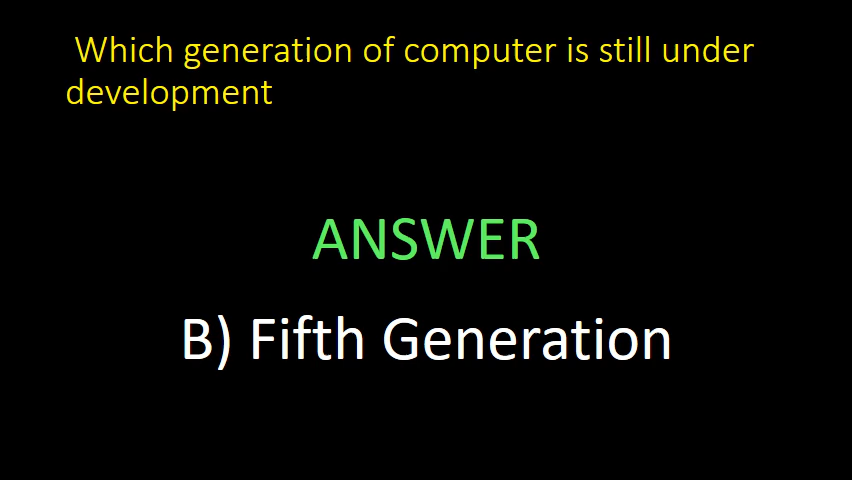 Which generation of computer is still under
development
ANSWER
B) Fifth Generation